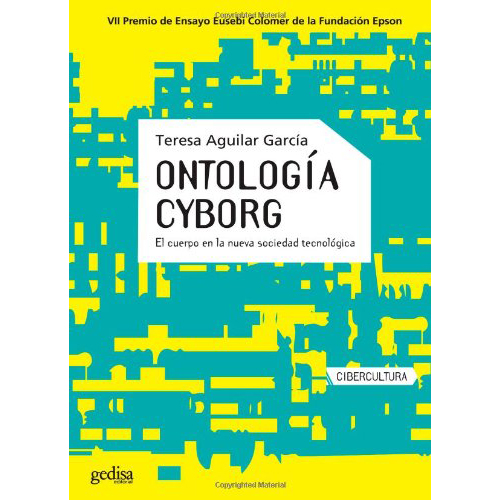 VII Premio de Ensayo Eusebi Colomer de la Fundación Epson
Teresa Aguilar García
ONTOLOGÍA
CYBORG
El cuerpo en la nueva sociedad tecnológica
CIBERCULTURA
gedisa
editorial